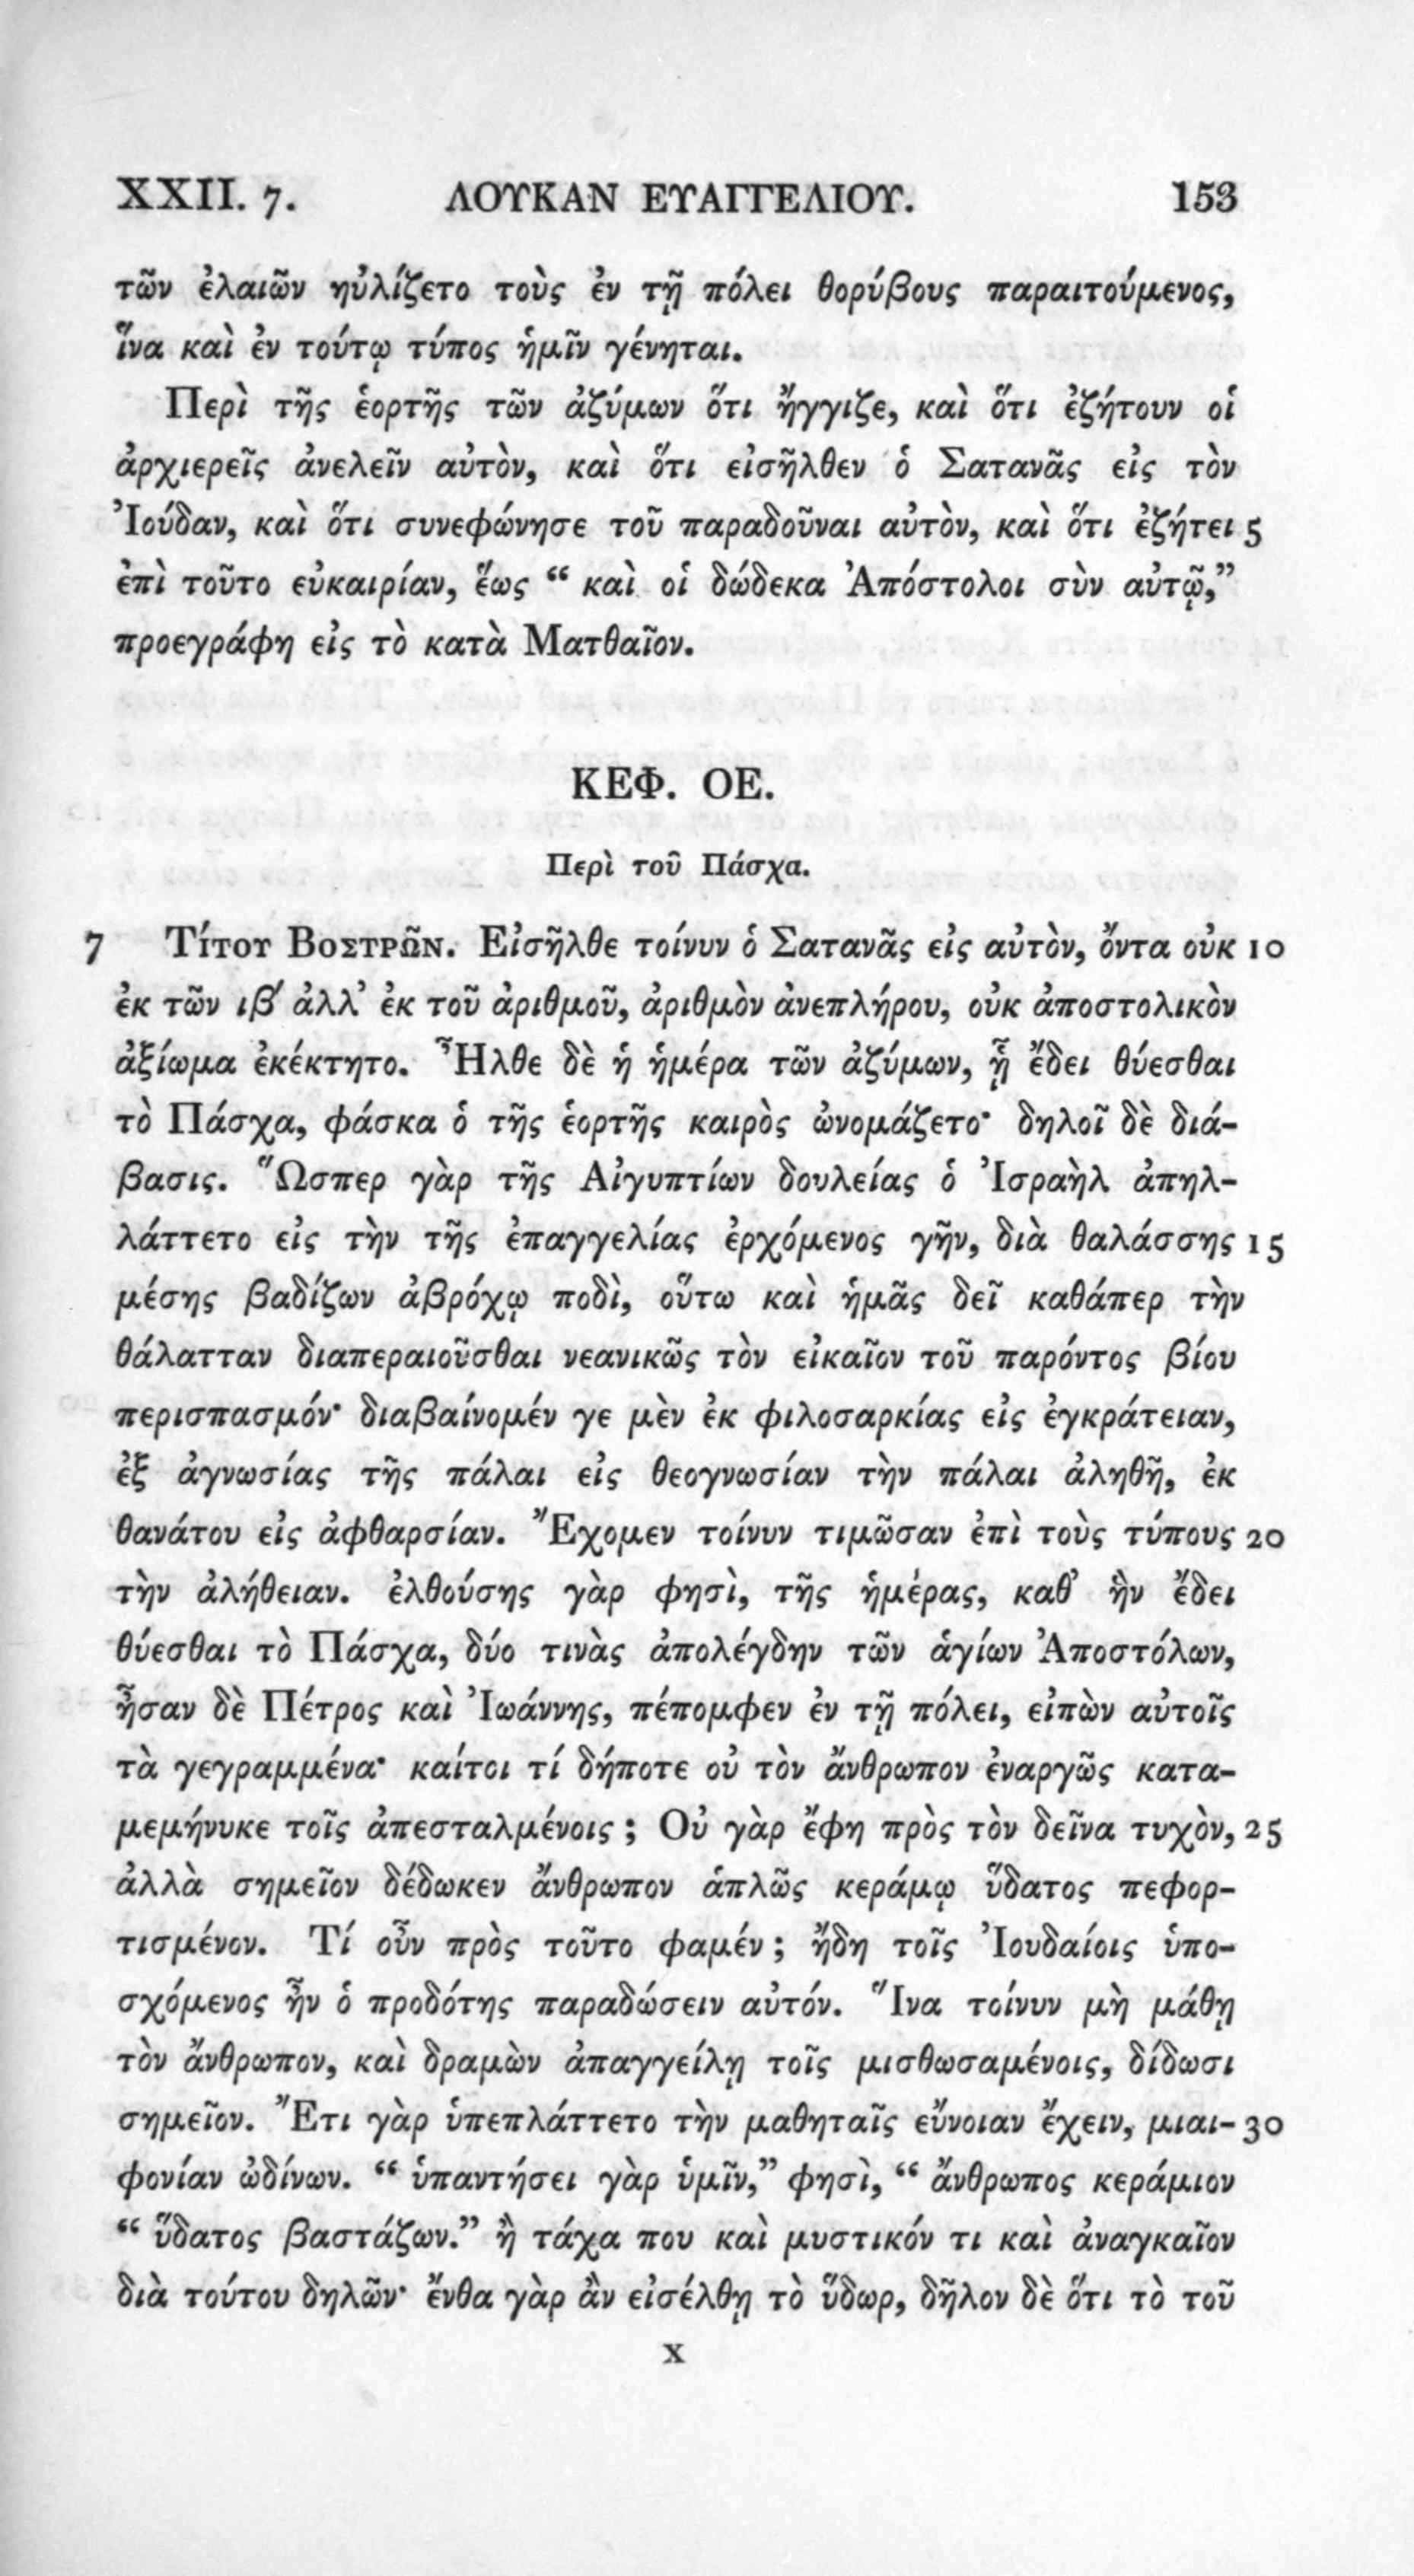 XXII. 7. ΛΟΥΚΑΝ ΕΥΑΓΓΕΛΙΟΥ. 153
τῶν ἐλαιῶν ηὐλίζετο τοὺς ἐν τῇ πόλει θορύβους παραιτούμενος,
ἵνα καὶ ἐν τούτῳ τύπος ἡμῖν γένηται.
Περὶ τῆς ἑορτῆς τῶν ἀζύμων ὅτι ἤγγιζε, καὶ ὅτι ἐζήτουν οἱ
ἀρχιερεῖς ἀνελεῖν αὐτὸν, καὶ ὅτι εἰσῆλθεν ὁ Σατανᾶς εἰς τὸν
Ἰούδαν, καὶ ὅτι συνεφώνησε τοῦ παραδοῦναι αὐτὸν, καὶ ὅτι ἐζήτει 5
ἐπὶ τοῦτο εὐκαιρίαν, ἕως “ καὶ οἱ δώδεκα Ἀπόστολοι σὺν αὐτῷ,”
προεγράφη εἰς τὸ κατὰ Ματθαῖον.
ΚΕΦ. ΟΕ.
Περὶ τοῦ Πάσχα.
7 Τίτου Βοστρῶν. Εἰσῆλθε τοίνυν ὁ Σατανᾶς εἰς αὐτὸν, ὄντα οὐκ 10
ἐκ τῶν ιβʹ ἀλλ’ ἐκ τοῦ ἀριθμοῦ, ἀριθμὸν ἀνεπλήρου, οὐκ ἀποστολικὸν
ἀξίωμα ἐκέκτητο. Ἦλθε δὲ ἡ ἡμέρα τῶν ἀζύμων, ᾗ ἔδει θύεσθαι
τὸ Πάσχα, φάσκα ὁ τῆς ἑορτῆς καιρὸς ὠνομάζετο· δηλοῖ δὲ διά-
βασις. Ὥσπερ γὰρ τῆς Αἰγυπτίων δουλείας ὁ Ἰσραὴλ ἀπηλ-
λάττετο εἰς τὴν τῆς ἐπαγγελίας ἐρχόμενος γῆν, διὰ θαλάσσης 15
μέσης βαδίζων ἀβρόχῳ ποδὶ, οὕτω καὶ ἡμᾶς δεῖ καθάπερ τὴν
θάλατταν διαπεραιοῦσθαι νεανικῶς τὸν εἰκαῖον τοῦ παρόντος βίου
περισπασμόν· διαβαίνομέν γε μὲν ἐκ φιλοσαρκίας εἰς ἐγκράτειαν,
ἐξ ἀγνωσίας τῆς πάλαι εἰς θεογνωσίαν τὴν πάλαι ἀληθῆ, ἐκ
θανάτου εἰς ἀφθαρσίαν. Ἔχομεν τοίνυν τιμῶσαν ἐπὶ τοὺς τύπους 20
τὴν ἀλήθειαν. ἐλθούσης γὰρ φησὶ, τῆς ἡμέρας, καθ’ ἣν ἔδει
θύεσθαι τὸ Πάσχα, δύο τινὰς ἀπολέγδην τῶν ἁγίων Ἀποστόλων,
ἦσαν δὲ Πέτρος καὶ Ἰωάννης, πέπομφεν ἐν τῇ πόλει, εἰπὼν αὐτοῖς
τὰ γεγραμμένα· καίτοι τί δήποτε οὐ τὸν ἄνθρωπον ἐναργῶς κατα-
μεμήνυκε τοῖς ἀπεσταλμένοις ; Οὐ γὰρ ἔφη πρὸς τὸν δεῖνα τυχὸν, 25
ἀλλὰ σημεῖον δέδωκεν ἄνθρωπον ἁπλῶς κεράμῳ ὕδατος πεφορ-
τισμένον. Τί οὖν πρὸς τοῦτο φαμέν ; ἤδη τοῖς Ἰουδαίοις ὑπο-
σχόμενος ἦν ὁ προδότης παραδώσειν αὐτόν. Ἵνα τοίνυν μὴ μάθῃ
τὸν ἄνθρωπον, καὶ δραμὼν ἀπαγγείλῃ τοῖς μισθωσαμένοις, δίδωσι
σημεῖον. Ἔτι γὰρ ὑπεπλάττετο τὴν μαθηταῖς εὔνοιαν ἔχειν, μιαι- 30
φονίαν ὠδίνων. “ ὑπαντήσει γὰρ ὑμῖν,” φησὶ, “ ἄνθρωπος κεράμιον
“ ὕδατος βαστάζων.” ἢ τάχα που καὶ μυστικόν τι καὶ ἀναγκαῖον
διὰ τούτου δηλῶν· ἔνθα γὰρ ἂν εἰσέλθῃ τὸ ὕδωρ, δῆλον δὲ ὅτι τὸ τοῦ
x